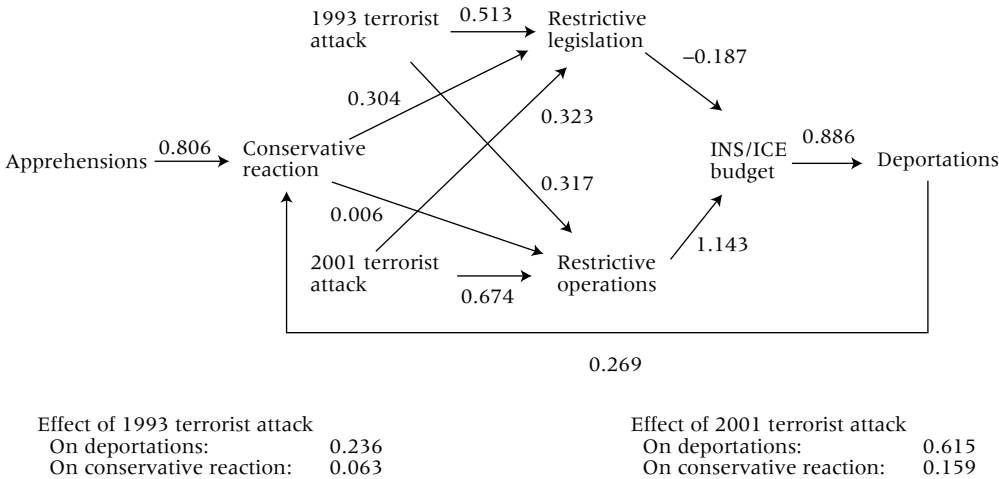 1993 terrorist
attack
0.513
Restrictive
legislation
−0.187
0.304
0.323
Apprehensions
0.806
Conservative
reaction
INS/ICE
budget
0.886
Deportations
0.317
0.006
1.143
2001 terrorist
attack
0.674
Restrictive
operations
0.269
Effect of 1993 terrorist attack
On deportations: 0.236
On conservative reaction: 0.063
Effect of 2001 terrorist attack
On deportations: 0.615
On conservative reaction: 0.159